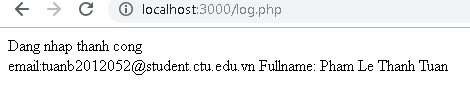 localhost:3000/log.php
Dang nhap thanh cong
email:tuanb2012052@student.ctu.edu.vn Fullname: Pham Le Thanh Tuan